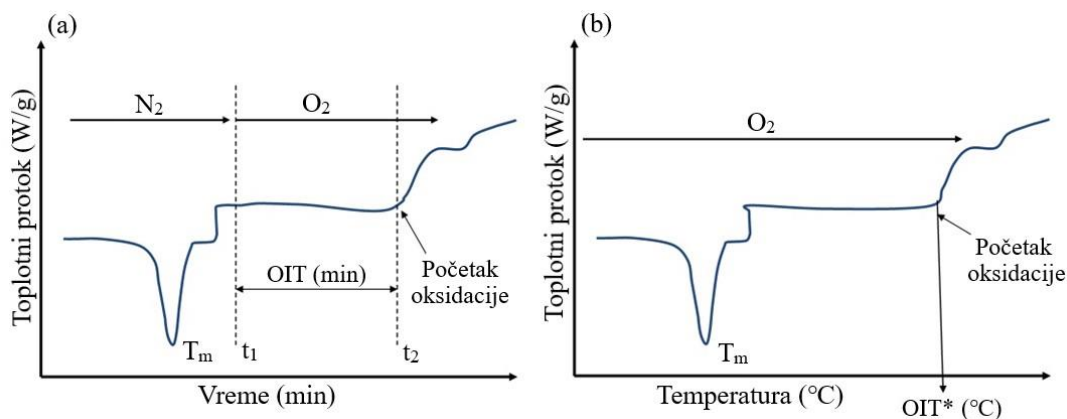 (a)
Toplotni protok (W/g)
N₂
O₂
OIT (min)
Početak
oksidacije
Tₘ
t₁
t₂
Vreme (min)
(b)
Toplotni protok (W/g)
O₂
Početak
oksidacije
Tₘ
Temperatura (°C)
OIT* (°C)